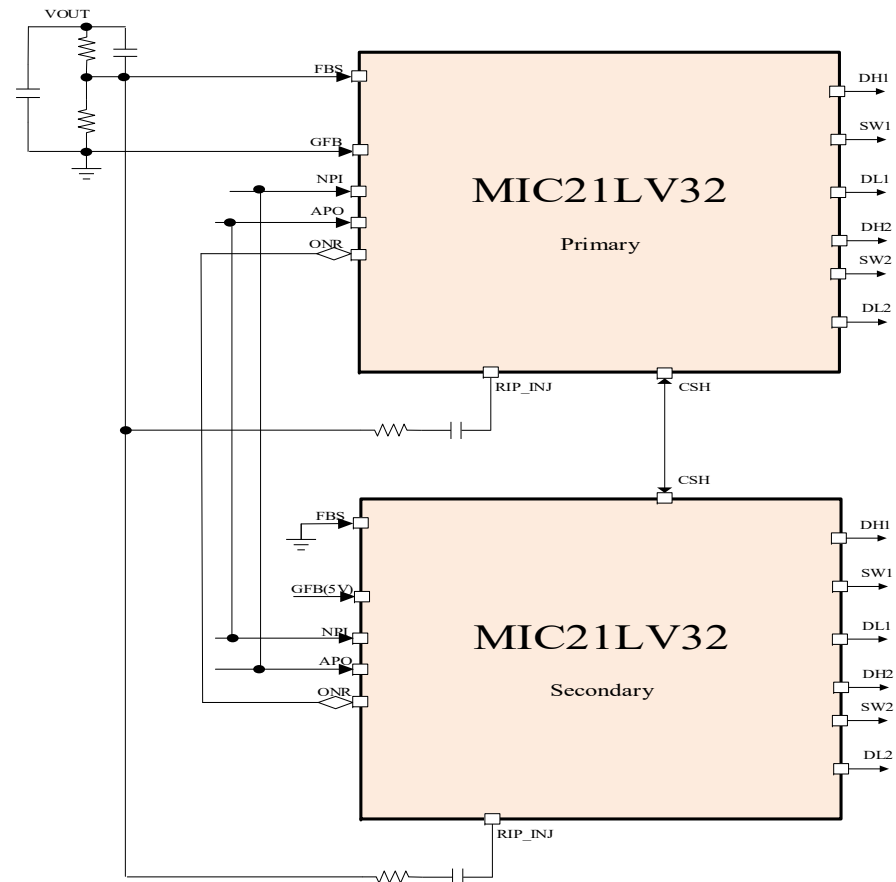 VOUT
FBS
GFB
NPI
APO
ONR
MIC21LV32
Primary
DH1
SW1
DL1
DH2
SW2
DL2
RIP_INJ
CSH
CSH
FBS
GFB(5V)
NPI
APO
ONR
MIC21LV32
Secondary
DH1
SW1
DL1
DH2
SW2
DL2
RIP_INJ